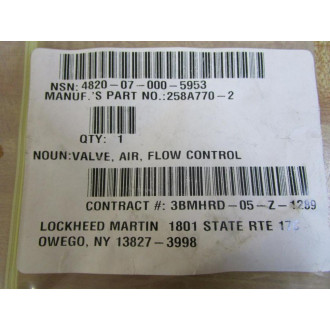 NSN: 4820-07-000-5953
MANUF.'S PART NO.:258A770-2
QTY: 1
NOUN:VALVE, AIR, FLOW CONTROL
CONTRACT #: 3BMHRD-05-Z-1289
LOCKHEED MARTIN 1801 STATE RTE
OWEGO, NY 13827-3998